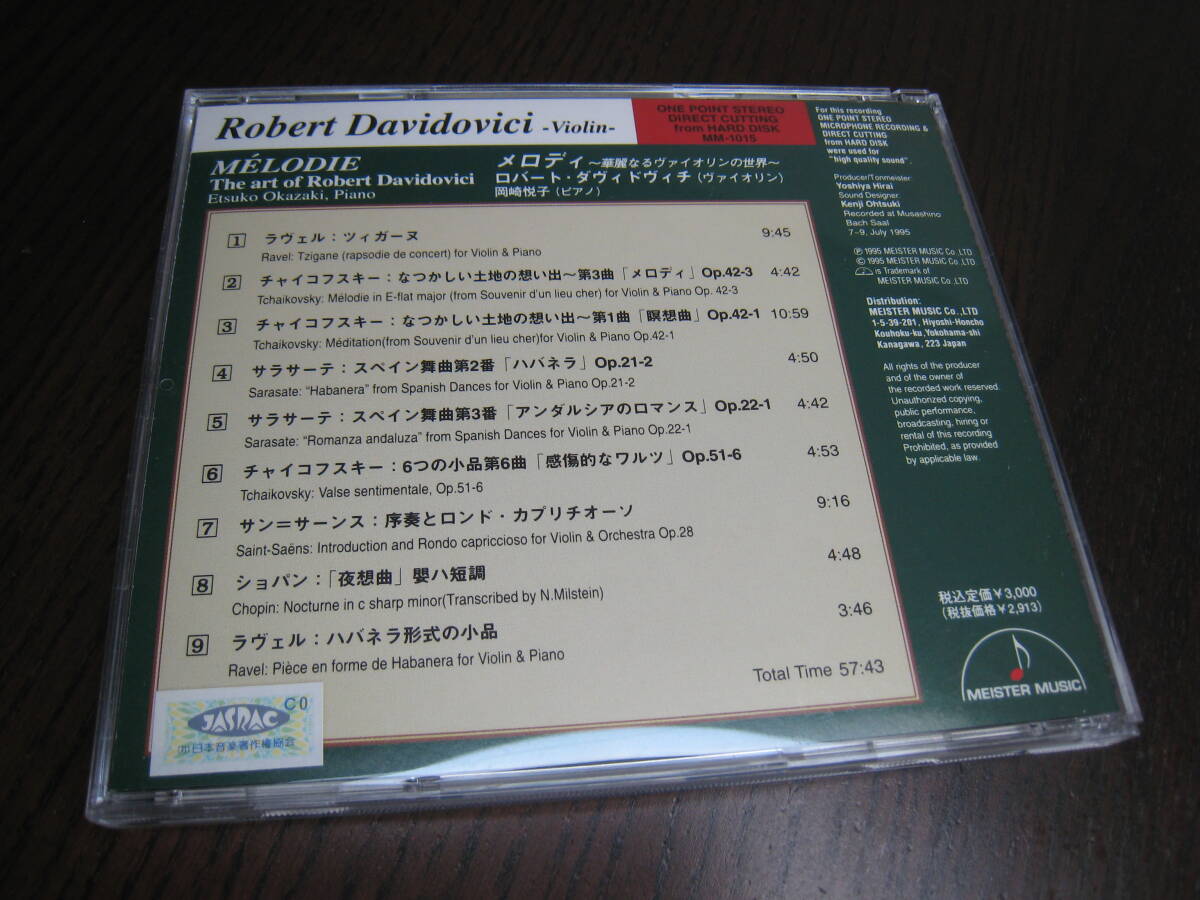 Robert Davidovici -Violin-
ONE POINT STEREO
DIRECT CUTTING
from HARD DISK
MM-1015
MÉLODIE
The art of Robert Davidovici
Etsuko Okazaki, Piano
メロディ～華麗なるヴァイオリンの世界～
ロバート・ダヴィドヴィチ（ヴァイオリン）
岡崎悦子（ピアノ）
1 ラヴェル：ツィガーヌ 9:45
Ravel: Tzigane (rapsodie de concert) for Violin & Piano
2 チャイコフスキー：なつかしい土地の想い出～第3曲「メロディ」Op.42-3 4:42
Tchaikovsky: Mélodie in E-flat major (from Souvenir d'un lieu cher) for Violin & Piano Op. 42-3
3 チャイコフスキー：なつかしい土地の想い出～第1曲「瞑想曲」Op.42-1 10:59
Tchaikovsky: Méditation(from Souvenir d'un lieu cher)for Violin & Piano Op.42-1
4 サラサーテ：スペイン舞曲第2番「ハバネラ」Op.21-2 4:50
Sarasate: "Habanera" from Spanish Dances for Violin & Piano Op.21-2
5 サラサーテ：スペイン舞曲第3番「アンダルシアのロマンス」Op.22-1 4:42
Sarasate: "Romanza andaluza" from Spanish Dances for Violin & Piano Op.22-1
6 チャイコフスキー：6つの小品第6曲「感傷的なワルツ」Op.51-6 4:53
Tchaikovsky: Valse sentimentale, Op.51-6
7 サン＝サーンス：序奏とロンド・カプリチオーソ 9:16
Saint-Saëns: Introduction and Rondo capriccioso for Violin & Orchestra Op.28
8 ショパン：「夜想曲」嬰ハ短調 4:48
Chopin: Nocturne in c sharp minor(Transcribed by N.Milstein)
9 ラヴェル：ハバネラ形式の小品 3:46
Ravel: Pièce en forme de Habanera for Violin & Piano
Total Time 57:43
C0
JASRAC
(社)日本音楽著作権協会
For this recording
ONE POINT STEREO
MICROPHONE RECORDING &
DIRECT CUTTING
from HARD DISK
were used for
"high quality sound".
Producer/Tonmeister:
Yoshiya Hirai
Sound Designer:
Kenji Ohtsuki
Recorded at Musashino
Bach Saal
7-9, July 1995
Ⓟ 1995 MEISTER MUSIC Co.,LTD
© 1995 MEISTER MUSIC Co.,LTD
is Trademark of
MEISTER MUSIC Co.,LTD
Distribution:
MEISTER MUSIC Co.,LTD
1-5-39-201, Hiyoshi-Honcho
Kouhoku-ku,Yokohama-shi
Kanagawa, 223 Japan
All rights of the producer
and of the owner of
the recorded work reserved.
Unauthorized copying,
public performance,
broadcasting, hiring or
rental of this recording
Prohibited, as provided
by applicable law.
税込定価￥3,000
（税抜価格￥2,913）
MEISTER MUSIC